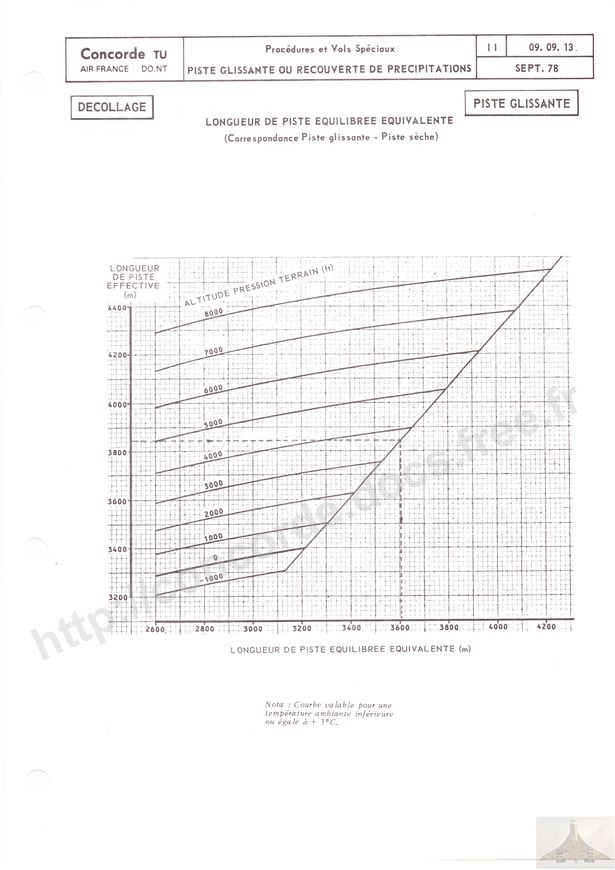 Concorde TU
AIR FRANCE DO.NT
Procédures et Vols Spéciaux
PISTE GLISSANTE OU RECOUVERTE DE PRECIPITATIONS
11
09. 09. 13.
SEPT. 78
DECOLLAGE
PISTE GLISSANTE
LONGUEUR DE PISTE EQUILIBREE EQUIVALENTE
(Correspondance Piste glissante - Piste sèche)
LONGUEUR
DE PISTE
EFFECTIVE
(m)
ALTITUDE PRESSION TERRAIN (ft)
4400
4200
4000
3800
3600
3400
3200
8000
7000
6000
5000
4000
3000
2000
1000
0
-1000
2600 2800 3000 3200 3400 3600 3800 4000 4200
LONGUEUR DE PISTE EQUILIBREE EQUIVALENTE (m)
Nota : Courbe valable pour une
température ambiante inférieure
ou égale à + 3°C.
http://concorde.docs.free.fr